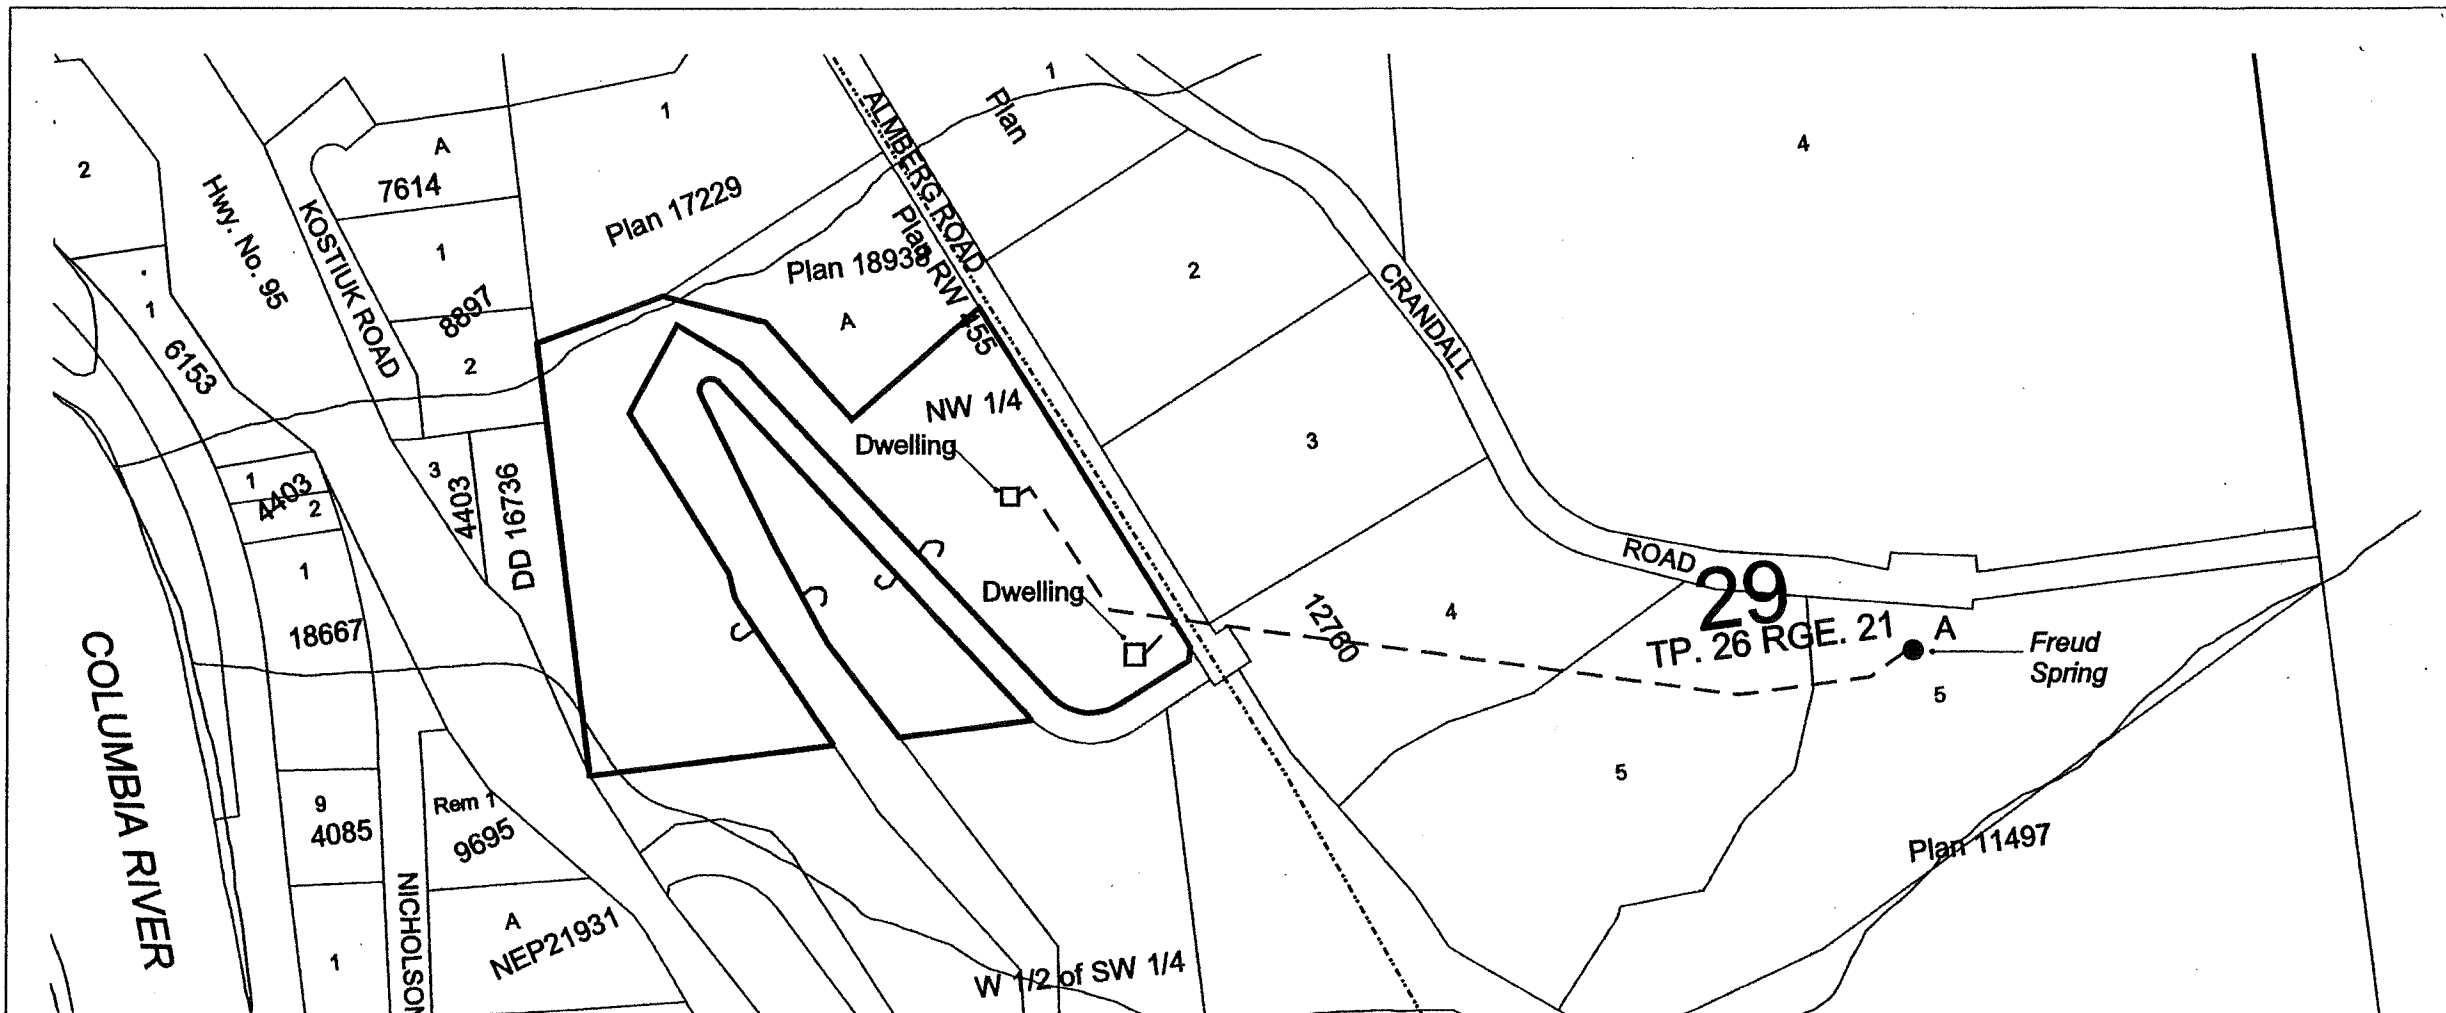 1
Plan
1
ALMBERG ROAD
4
A
7614
2
Plan 17229
Hwy. No. 95
KOSTIUK ROAD
1
8897
2
Plan 18938
A
Plan RW 455
2
CRANDALL
ROAD
1
6153
NW 1/4
Dwelling
3
3
4403
DD 16736
1
4403
2
1
18667
Dwelling
12760
4
29
TP. 26 RGE. 21
A
Freud
Spring
5
5
COLUMBIA RIVER
9
4085
Rem 1
9695
Plan 11497
NICHOLSON
A
NEP21931
1
W 1/2 of SW 1/4